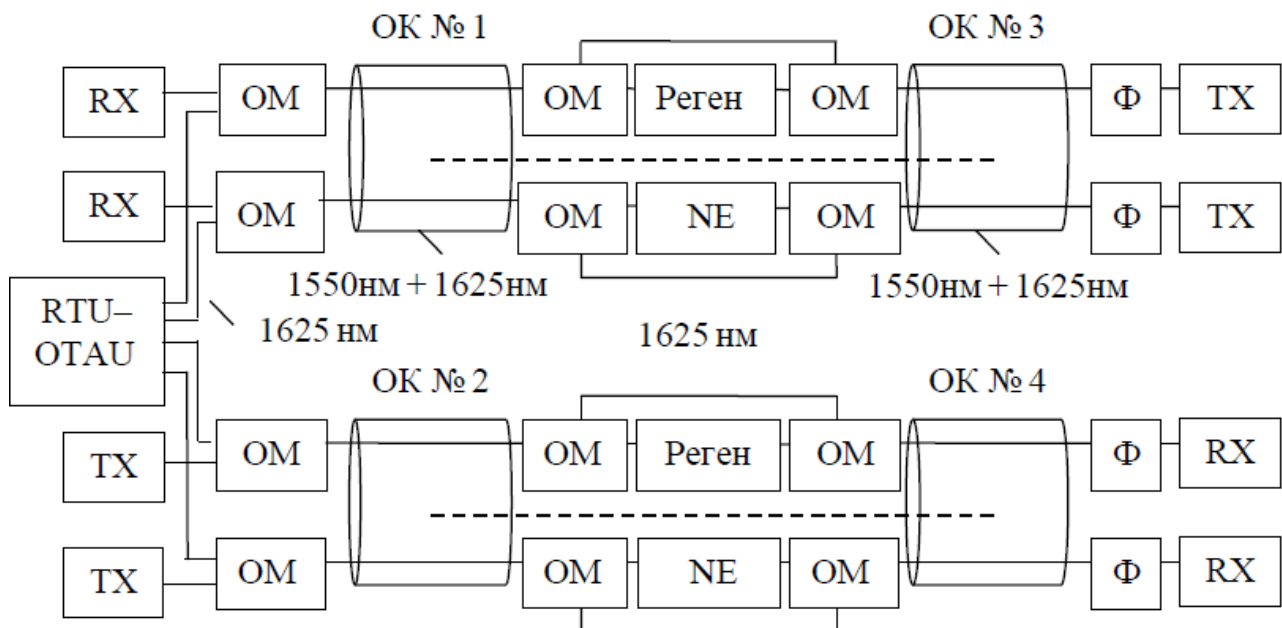 ОК № 1
ОК № 3
RX
ОМ
ОМ
Реген
ОМ
Ф
TX
RX
ОМ
ОМ
NE
ОМ
Ф
TX
1550нм + 1625нм
1550нм + 1625нм
RTU–
OTAU
1625 нм
1625 нм
ОК № 2
ОК № 4
TX
ОМ
ОМ
Реген
ОМ
Ф
RX
TX
ОМ
ОМ
NE
ОМ
Ф
RX